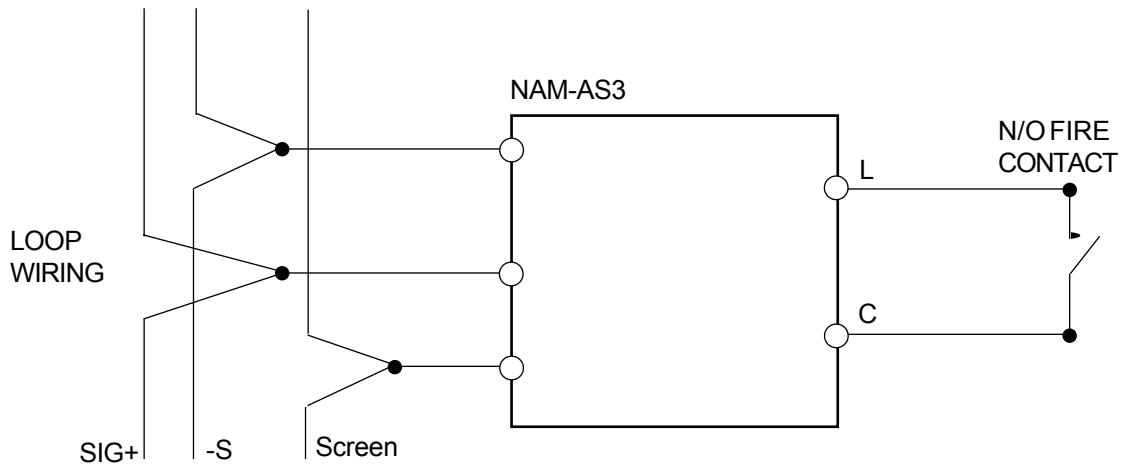 NAM-AS3
N/O FIRE
CONTACT
L
LOOP
WIRING
C
SIG+
-S
Screen